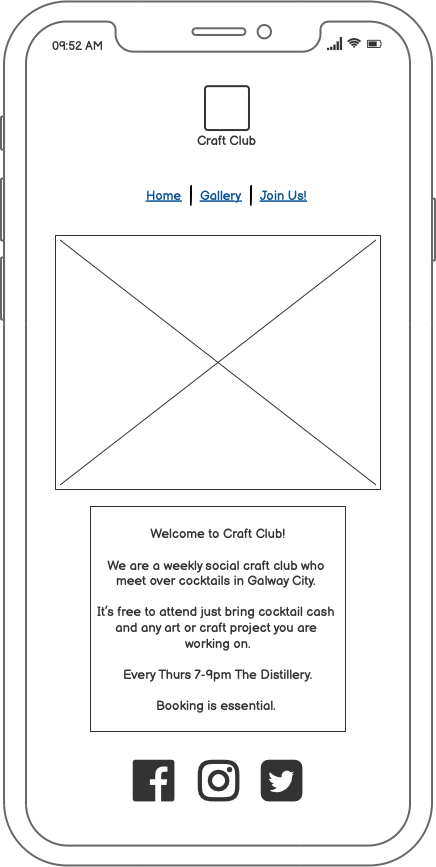 09:52 AM
Craft Club
Home | Gallery | Join Us!
Welcome to Craft Club!
We are a weekly social craft club who
meet over cocktails in Galway City.
It's free to attend just bring cocktail cash
and any art or craft project you are
working on.
Every Thurs 7-9pm The Distillery.
Booking is essential.